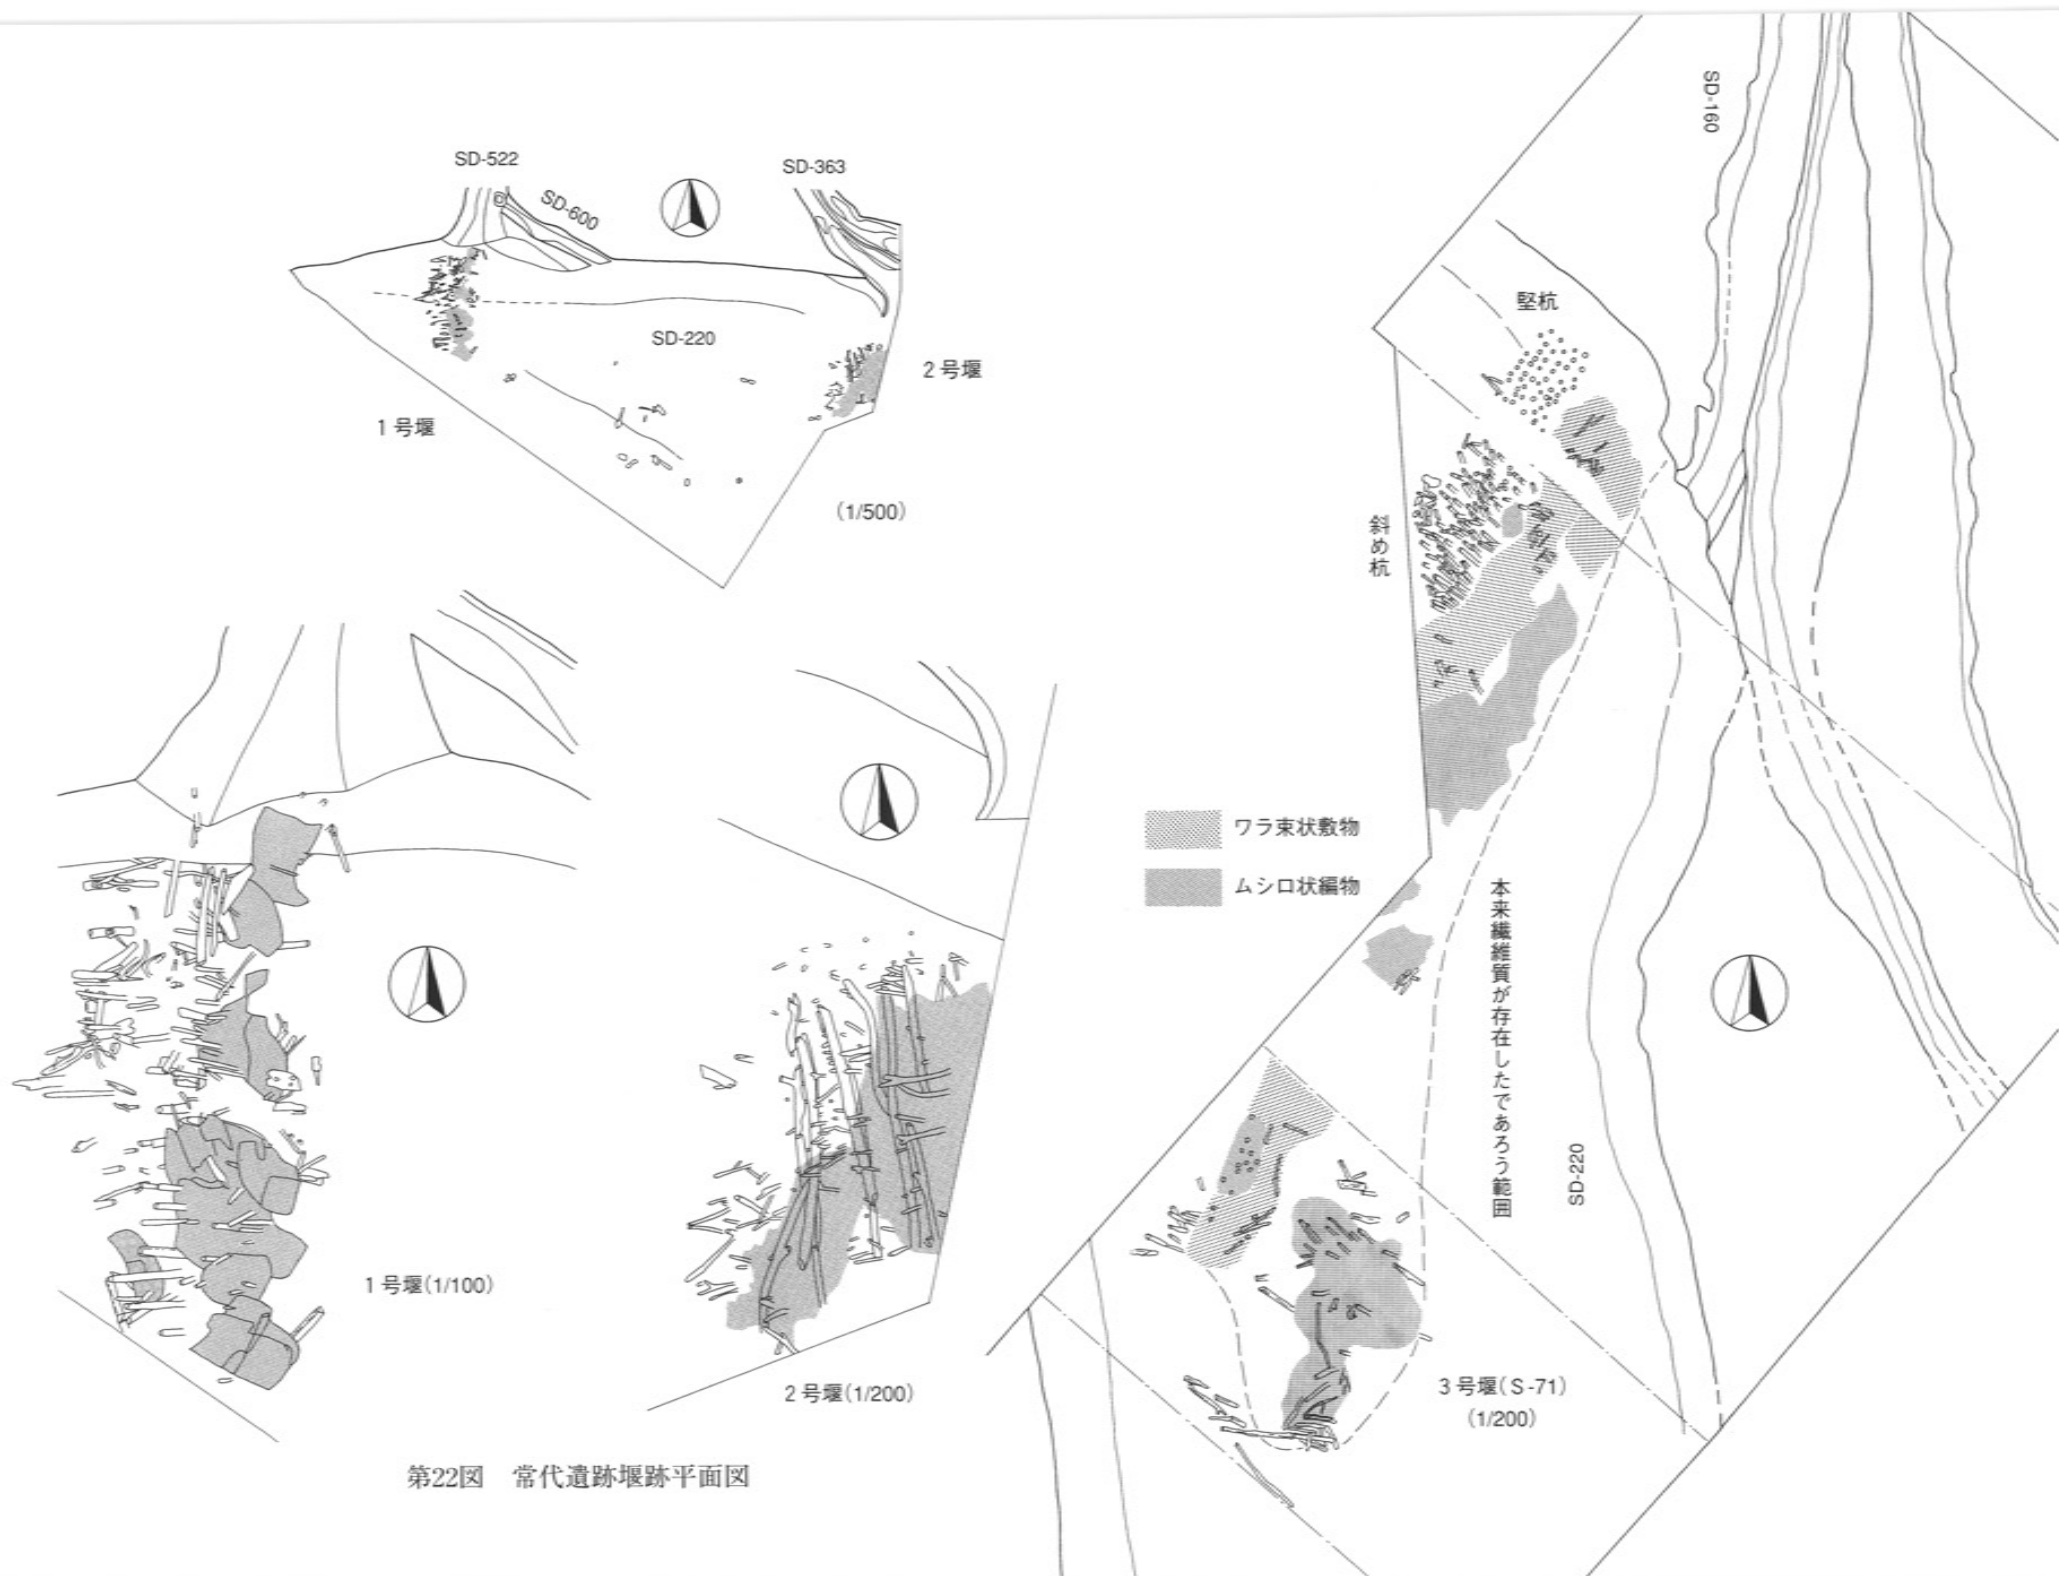 SD-522
SD-600
SD-363
SD-220
1号堰
2号堰
(1/500)
1号堰(1/100)
2号堰(1/200)
SD-160
堅杭
斜め杭
ワラ束状敷物
ムシロ状編物
本来繊維質が存在したであろう範囲
SD-220
3号堰(S-71)
(1/200)
第22図 常代遺跡堰跡平面図